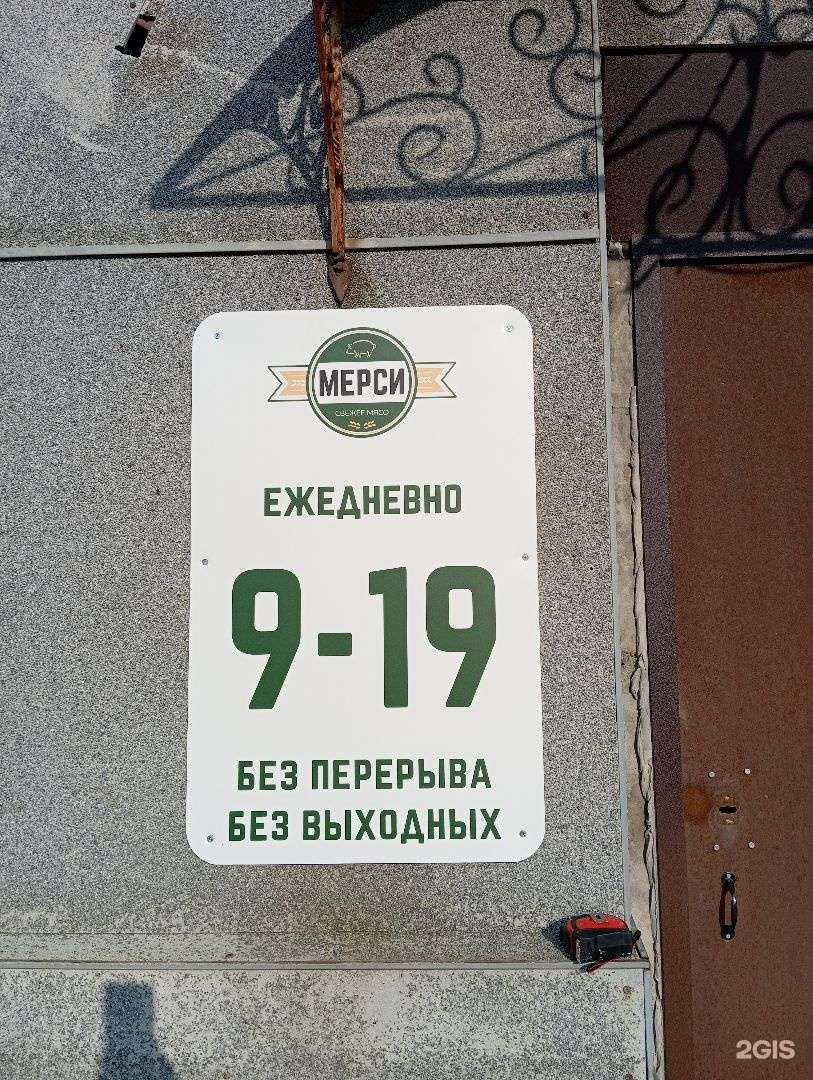 МЕРСИ
СВЕЖЕЕ МЯСО
ЕЖЕДНЕВНО
9-19
БЕЗ ПЕРЕРЫВА
БЕЗ ВЫХОДНЫХ
2GIS